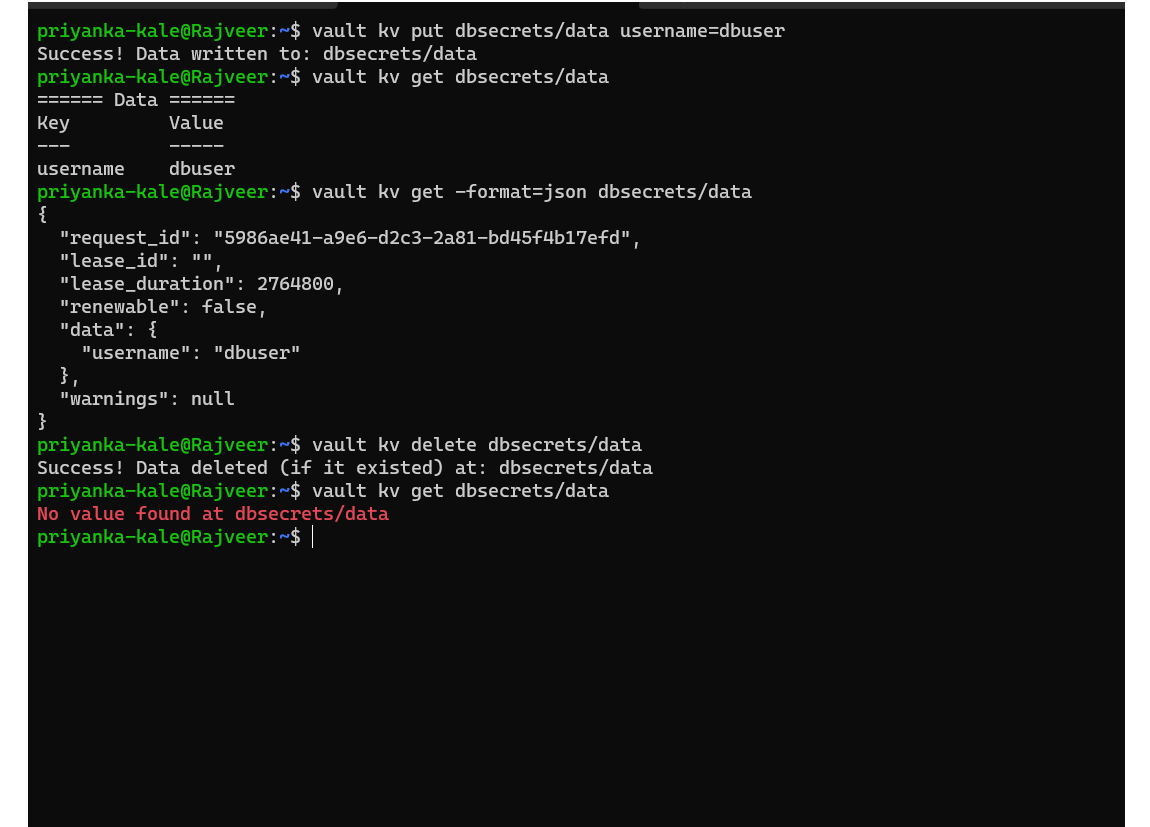 priyanka-kale@Rajveer:~$ vault kv put dbsecrets/data username=dbuser
Success! Data written to: dbsecrets/data
priyanka-kale@Rajveer:~$ vault kv get dbsecrets/data
====== Data ======
Key         Value
---         -----
username    dbuser
priyanka-kale@Rajveer:~$ vault kv get -format=json dbsecrets/data
{
  "request_id": "5986ae41-a9e6-d2c3-2a81-bd45f4b17efd",
  "lease_id": "",
  "lease_duration": 2764800,
  "renewable": false,
  "data": {
    "username": "dbuser"
  },
  "warnings": null
}
priyanka-kale@Rajveer:~$ vault kv delete dbsecrets/data
Success! Data deleted (if it existed) at: dbsecrets/data
priyanka-kale@Rajveer:~$ vault kv get dbsecrets/data
No value found at dbsecrets/data
priyanka-kale@Rajveer:~$